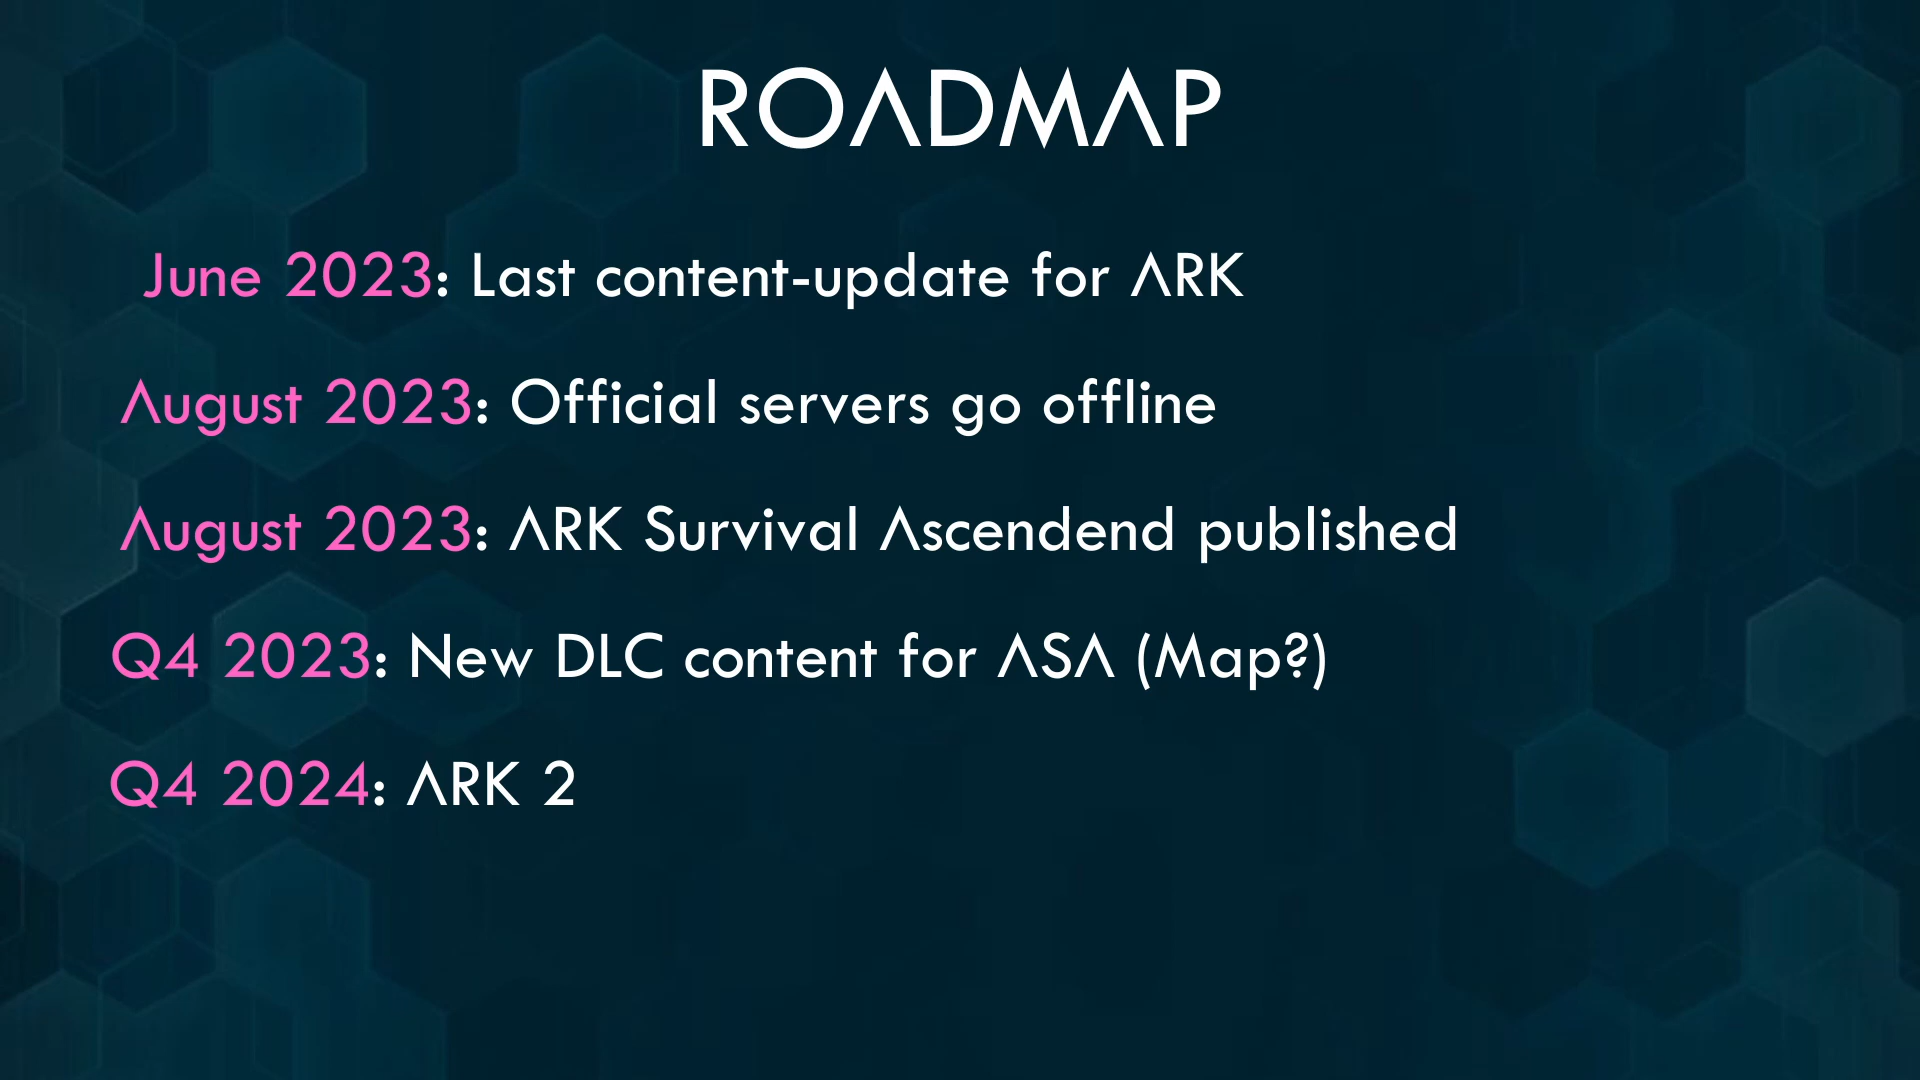 ROADMAP
June 2023: Last content-update for ARK
August 2023: Official servers go offline
August 2023: ARK Survival Ascendend published
Q4 2023: New DLC content for ASA (Map?)
Q4 2024: ARK 2